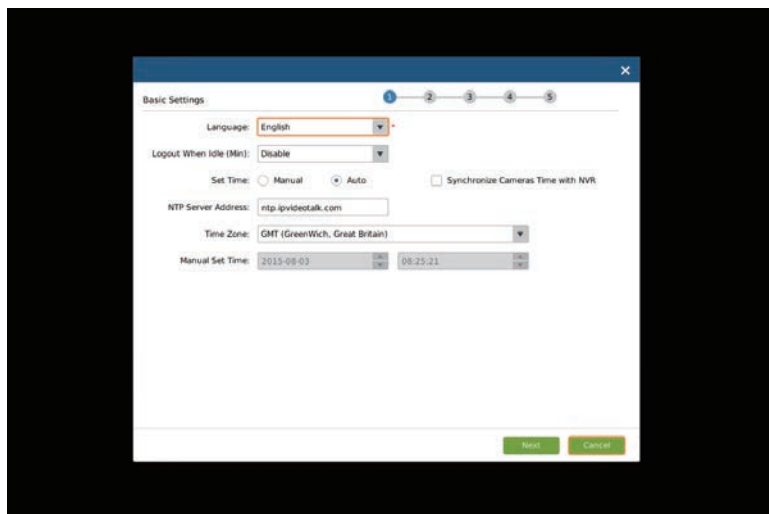 Basic Settings 1 2 3 4 5
Language: English *
Logout When Idle (Min): Disable
Set Time: Manual Auto Synchronize Cameras Time with NVR
NTP Server Address: ntp.ipvideotalk.com
Time Zone: GMT (GreenWich, Great Britain)
Manual Set Time: 2015-08-03 08:25:21
Next Cancel